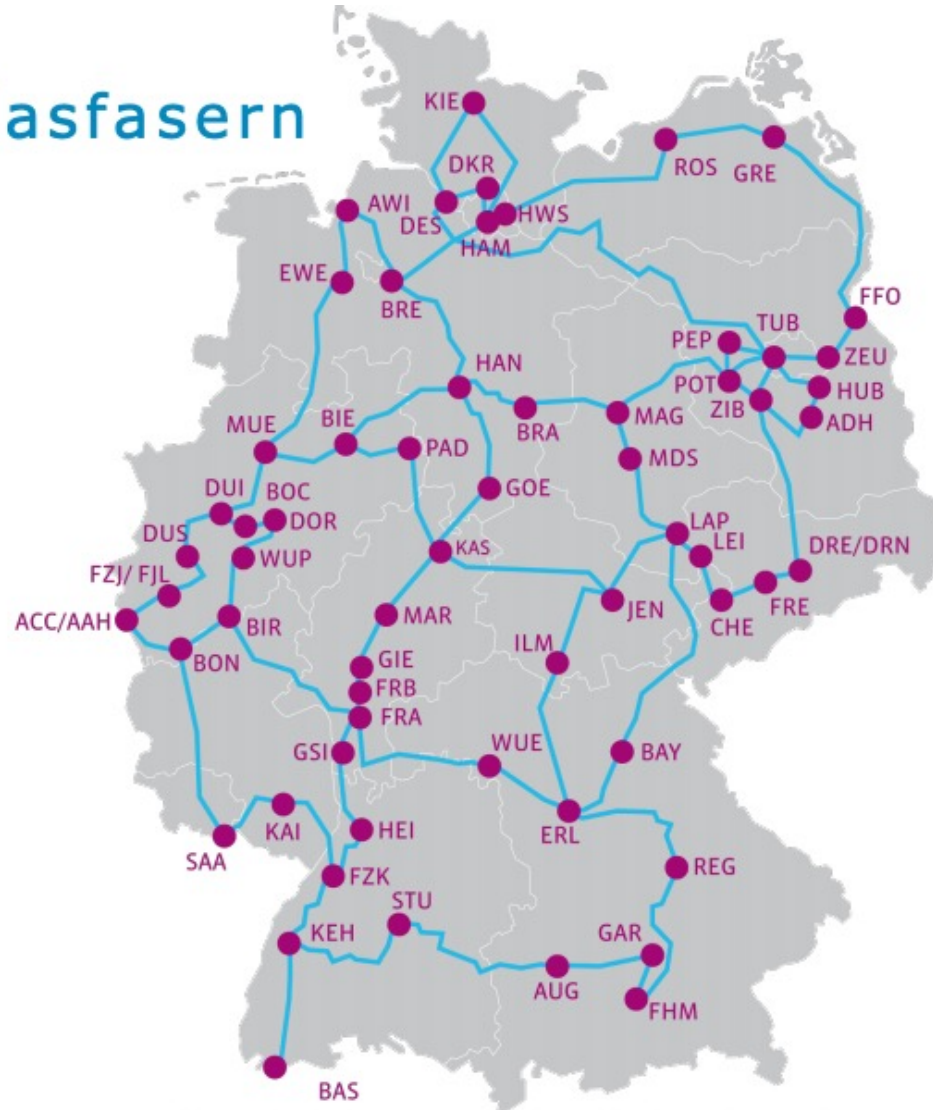 asfasern
KIE
DKR
ROS
GRE
AWI
DES
HWS
HAM
EWE
BRE
FFO
TUB
PEP
ZEU
HAN
POT
HUB
ZIB
BIE
MAG
ADH
MUE
BRA
PAD
MDS
DUI
BOC
GOE
DOR
LAP
DUS
LEI
KAS
DRE/DRN
WUP
FZJ/ FJL
FRE
JEN
CHE
ACC/AAH
MAR
BIR
ILM
BON
GIE
FRB
FRA
WUE
GSI
BAY
KAI
HEI
ERL
SAA
REG
FZK
STU
KEH
GAR
AUG
FHM
BAS